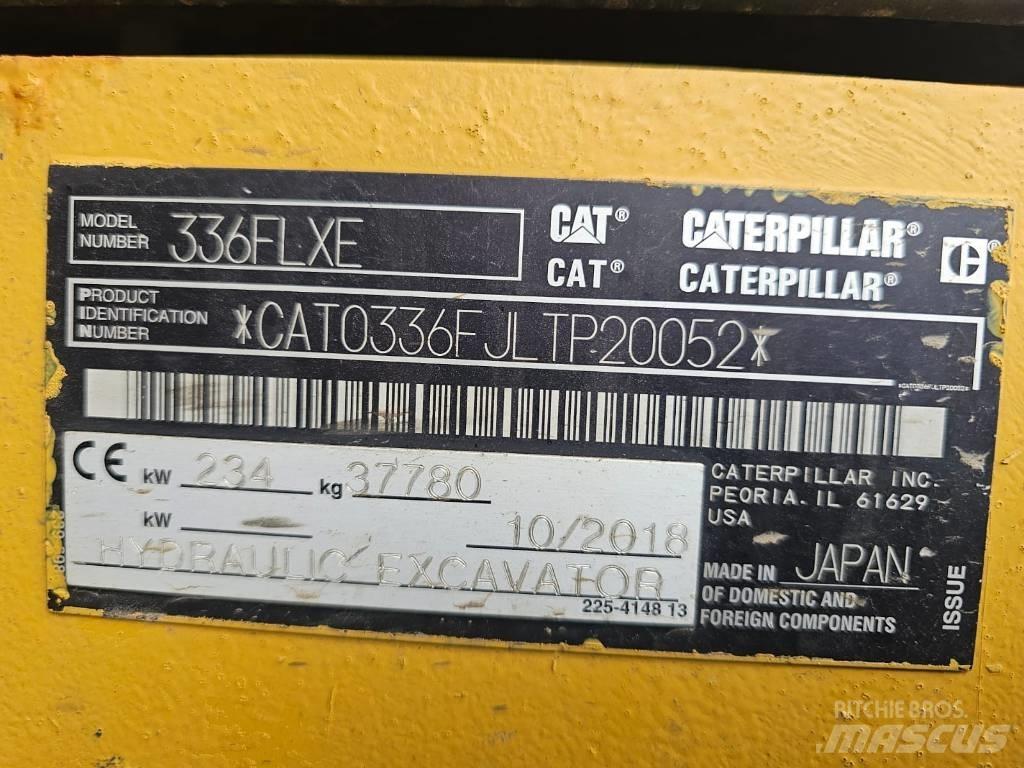 MODEL NUMBER 336FLXE
CAT® CATERPILLAR®
CAT® CATERPILLAR®
PRODUCT IDENTIFICATION NUMBER *CAT0336FJLTP20052*
*CAT0336FJLTP20052*
CE kW 234 kg 37780
kW 10/2018
HYDRAULIC EXCAVATOR
225-4148 13
CATERPILLAR INC.
PEORIA. IL 61629
USA
MADE IN JAPAN
OF DOMESTIC AND
FOREIGN COMPONENTS
ISSUE
RITCHIE BROS.
MASCUS